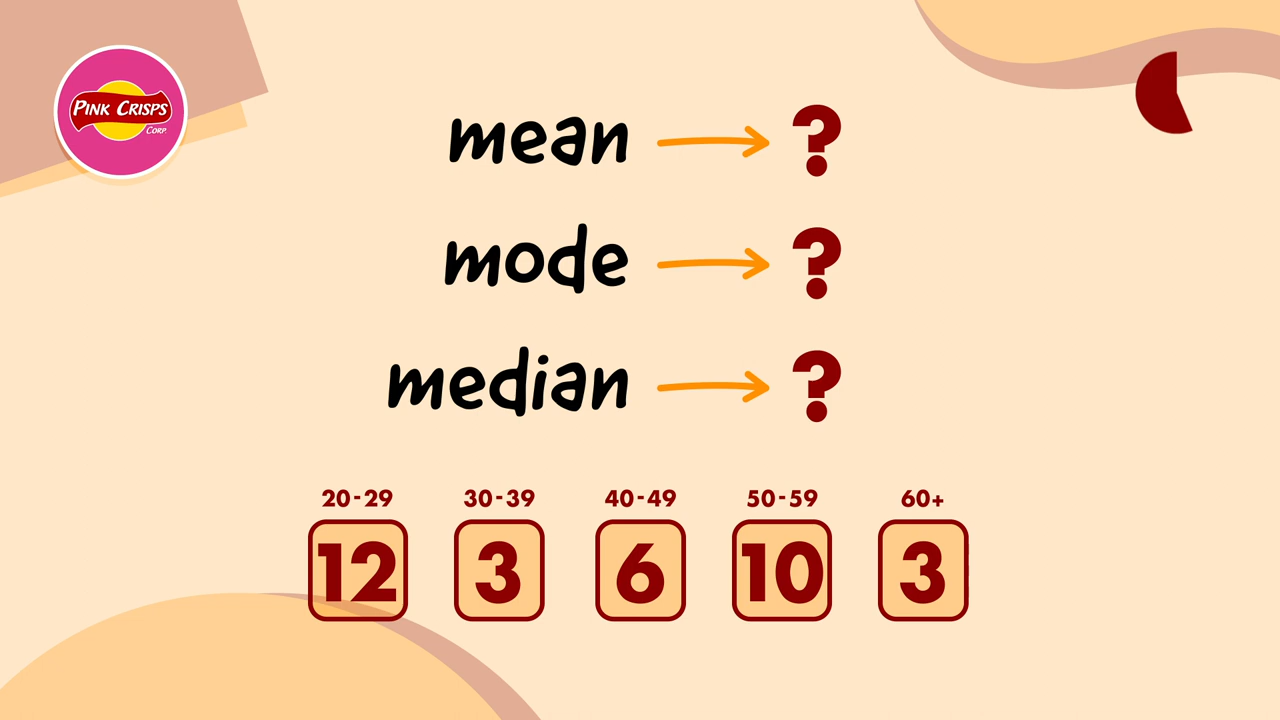 PINK CRISPS
CORP.
mean → ?
mode → ?
median → ?
20-29 30-39 40-49 50-59 60+
12 3 6 10 3